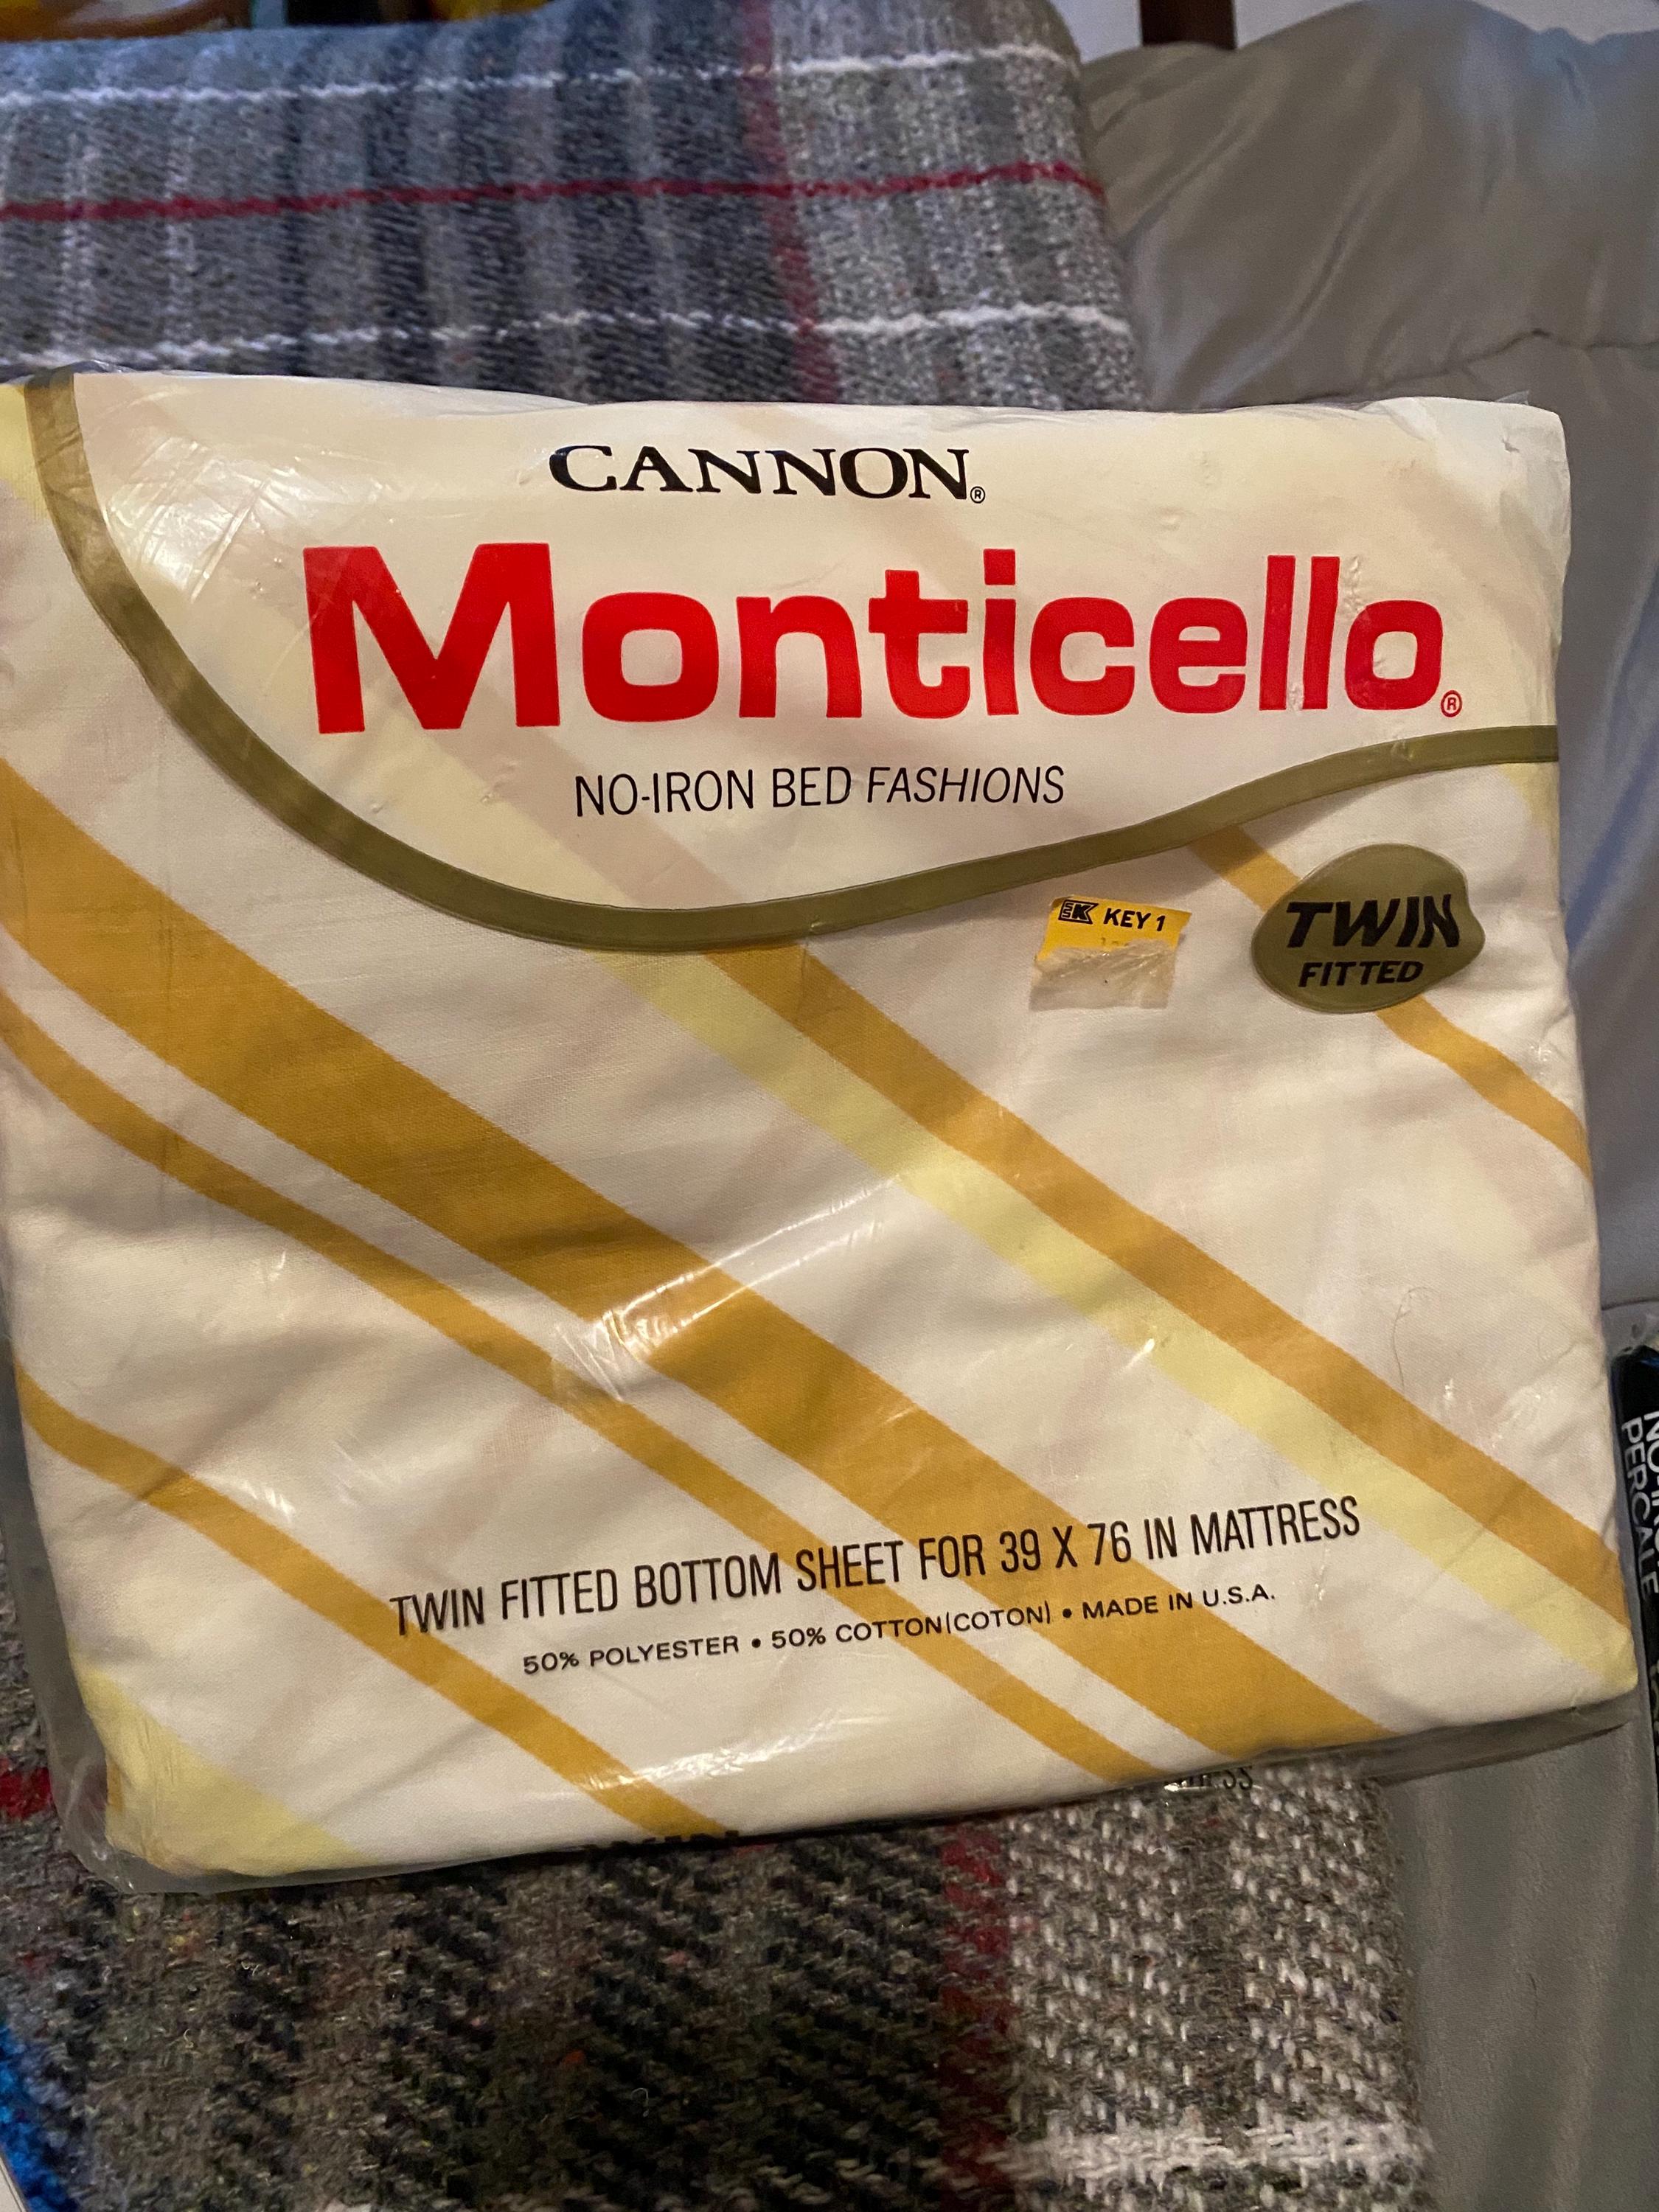 CANNON®
Monticello®
NO-IRON BED FASHIONS
KEY 1
TWIN
FITTED
TWIN FITTED BOTTOM SHEET FOR 39 X 76 IN MATTRESS
50% POLYESTER • 50% COTTON(COTON) • MADE IN U.S.A.
PERCALE